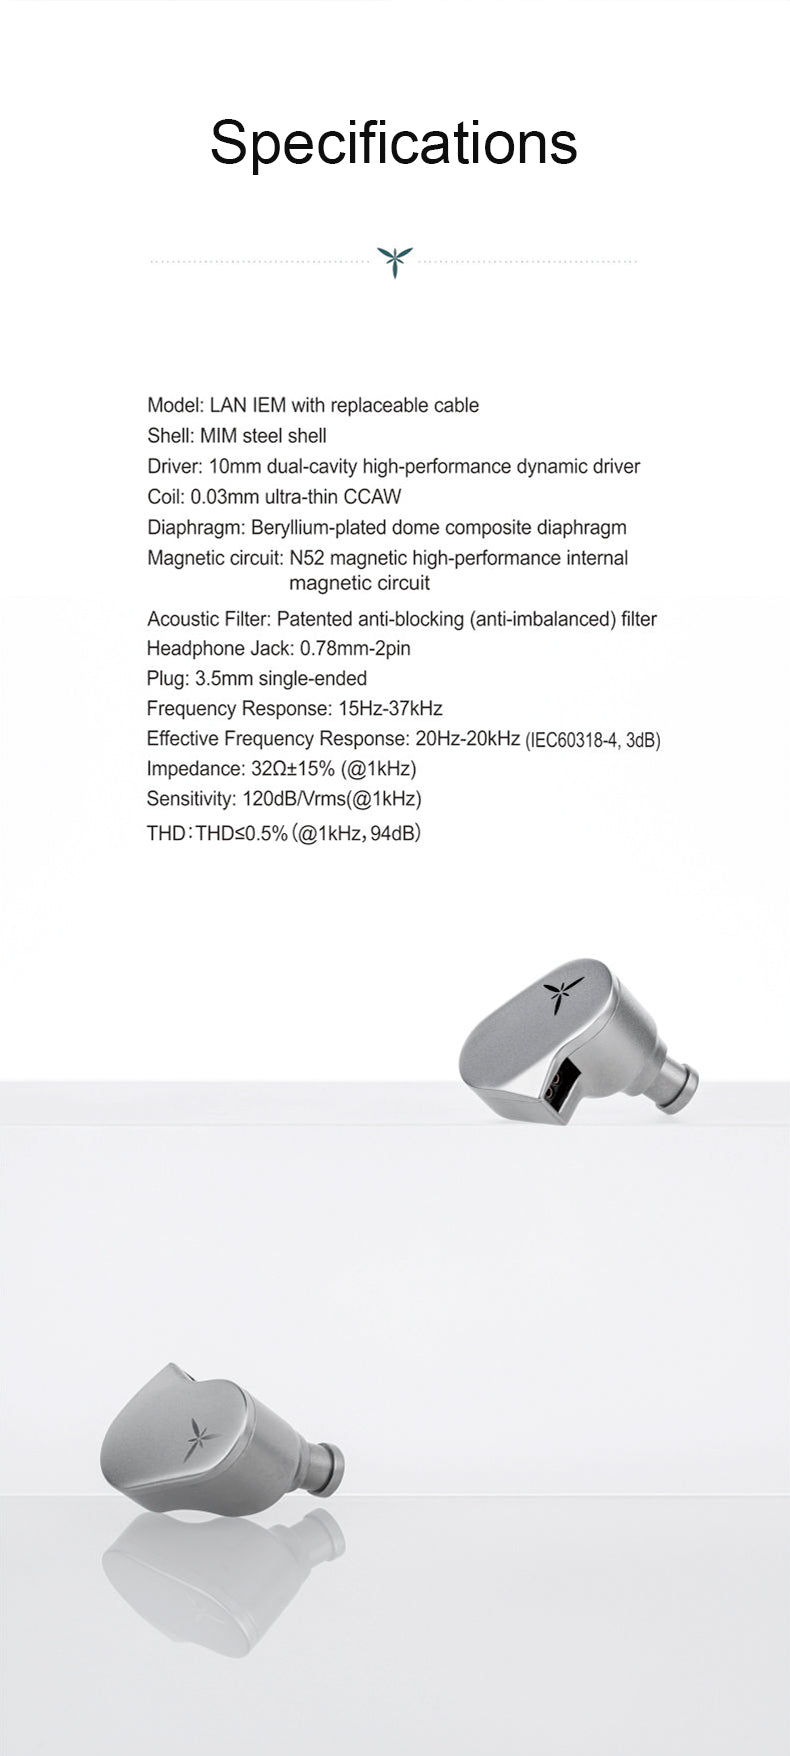 Specifications
Model: LAN IEM with replaceable cable
Shell: MIM steel shell
Driver: 10mm dual-cavity high-performance dynamic driver
Coil: 0.03mm ultra-thin CCAW
Diaphragm: Beryllium-plated dome composite diaphragm
Magnetic circuit: N52 magnetic high-performance internal
magnetic circuit
Acoustic Filter: Patented anti-blocking (anti-imbalanced) filter
Headphone Jack: 0.78mm-2pin
Plug: 3.5mm single-ended
Frequency Response: 15Hz-37kHz
Effective Frequency Response: 20Hz-20kHz (IEC60318-4, 3dB)
Impedance: 32Ω±15% (@1kHz)
Sensitivity: 120dB/Vrms(@1kHz)
THD：THD≤0.5%（@1kHz，94dB）